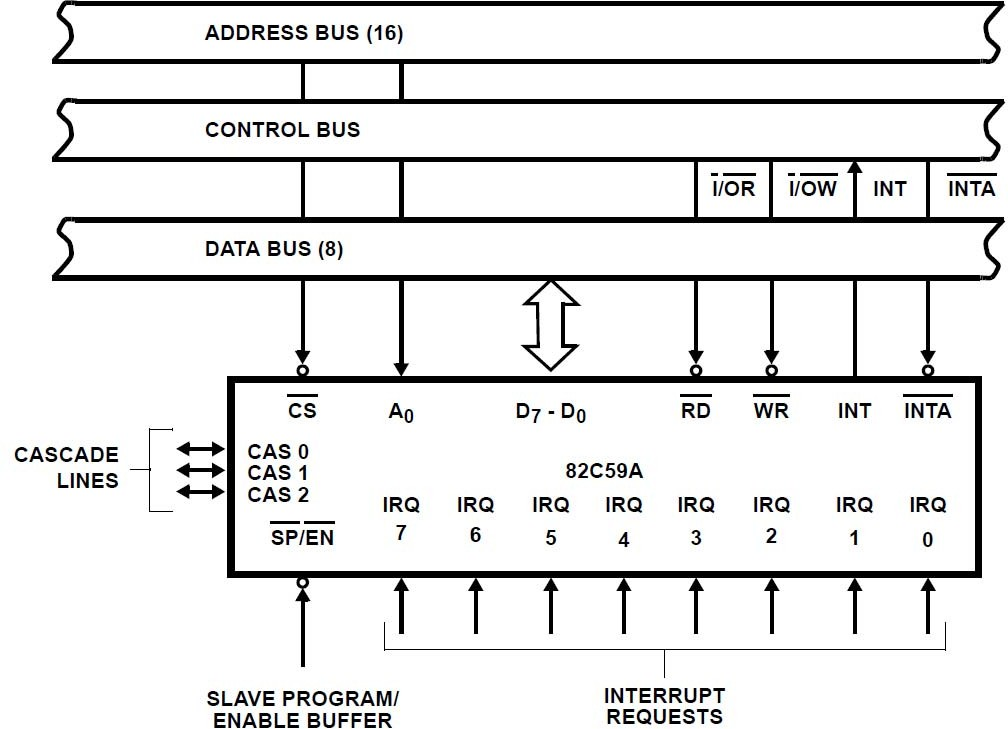 ADDRESS BUS (16)
CONTROL BUS
I/OR I/OW INT INTA
DATA BUS (8)
CS A0 D7 - D0 RD WR INT INTA
CASCADE
LINES
CAS 0
CAS 1
CAS 2
82C59A
SP/EN
IRQ IRQ IRQ IRQ IRQ IRQ IRQ IRQ
7 6 5 4 3 2 1 0
SLAVE PROGRAM/
ENABLE BUFFER
INTERRUPT
REQUESTS